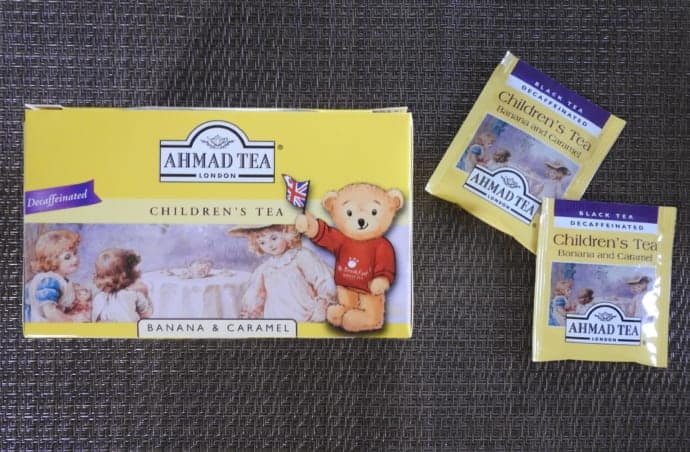 AHMAD TEA®
LONDON
Decaffeinated
CHILDREN'S TEA
BANANA & CARAMEL
BLACK TEA
DECAFFEINATED
Children's Tea
Banana and Caramel
AHMAD TEA
LONDON
BLACK TEA
DECAFFEINATED
Children's Tea
Banana and Caramel
AHMAD TEA
LONDON